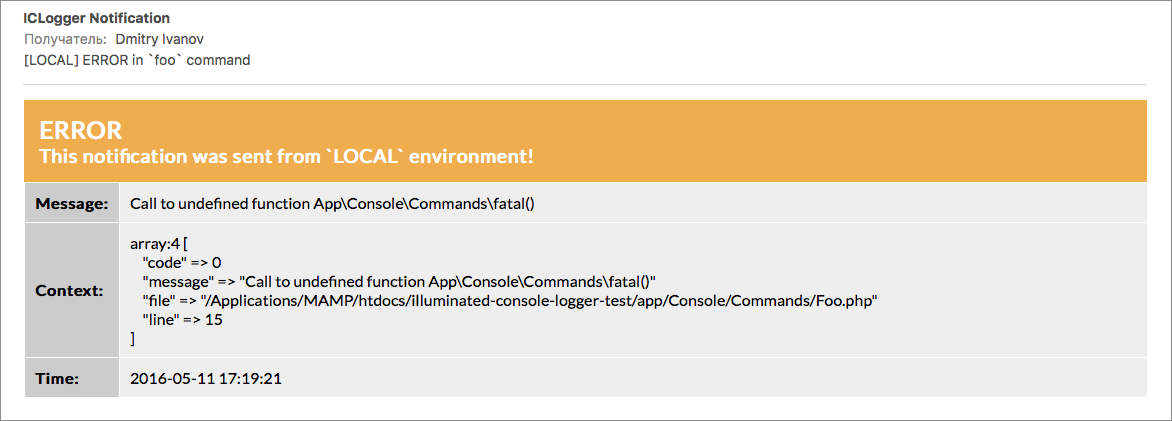 ICLogger Notification
Получатель: Dmitry Ivanov
[LOCAL] ERROR in `foo` command
ERROR
This notification was sent from `LOCAL` environment!
Message: Call to undefined function App\Console\Commands\fatal()
Context:
array:4 [
"code" => 0
"message" => "Call to undefined function App\Console\Commands\fatal()"
"file" => "/Applications/MAMP/htdocs/illuminated-console-logger-test/app/Console/Commands/Foo.php"
"line" => 15
]
Time: 2016-05-11 17:19:21